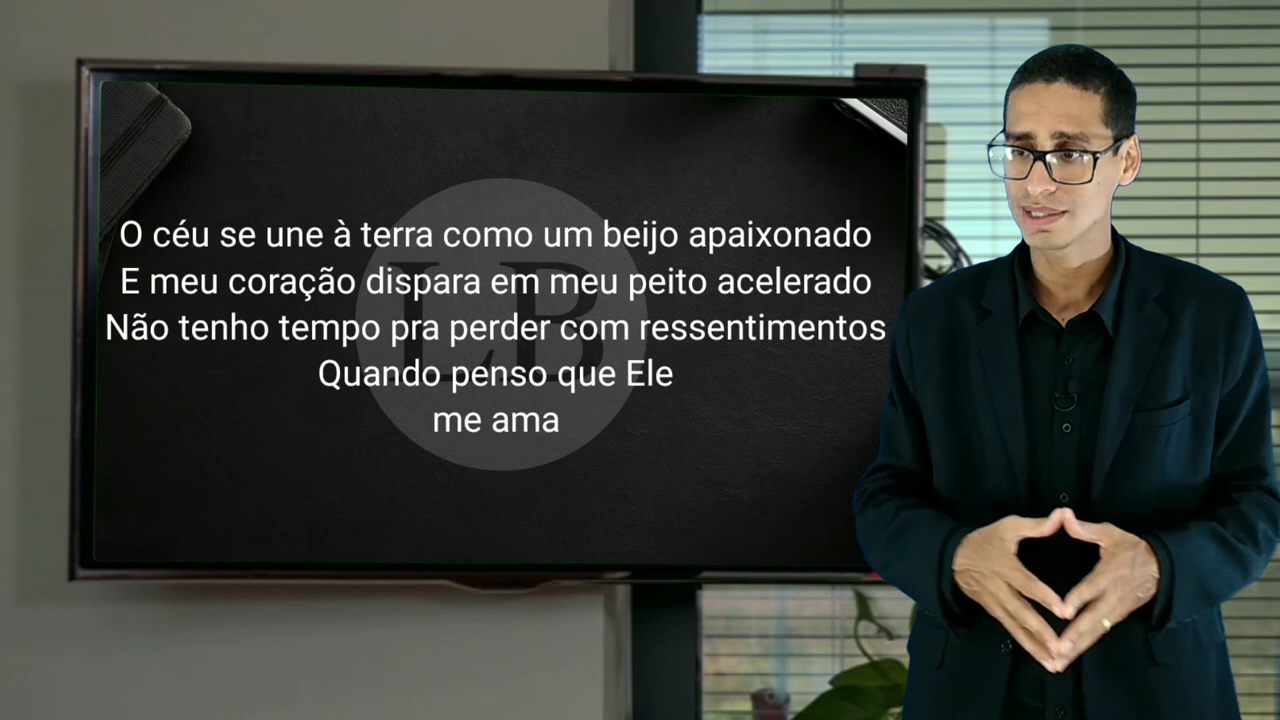 O céu se une à terra como um beijo apaixonado
E meu coração dispara em meu peito acelerado
Não tenho tempo pra perder com ressentimentos
Quando penso que Ele
me ama
LB